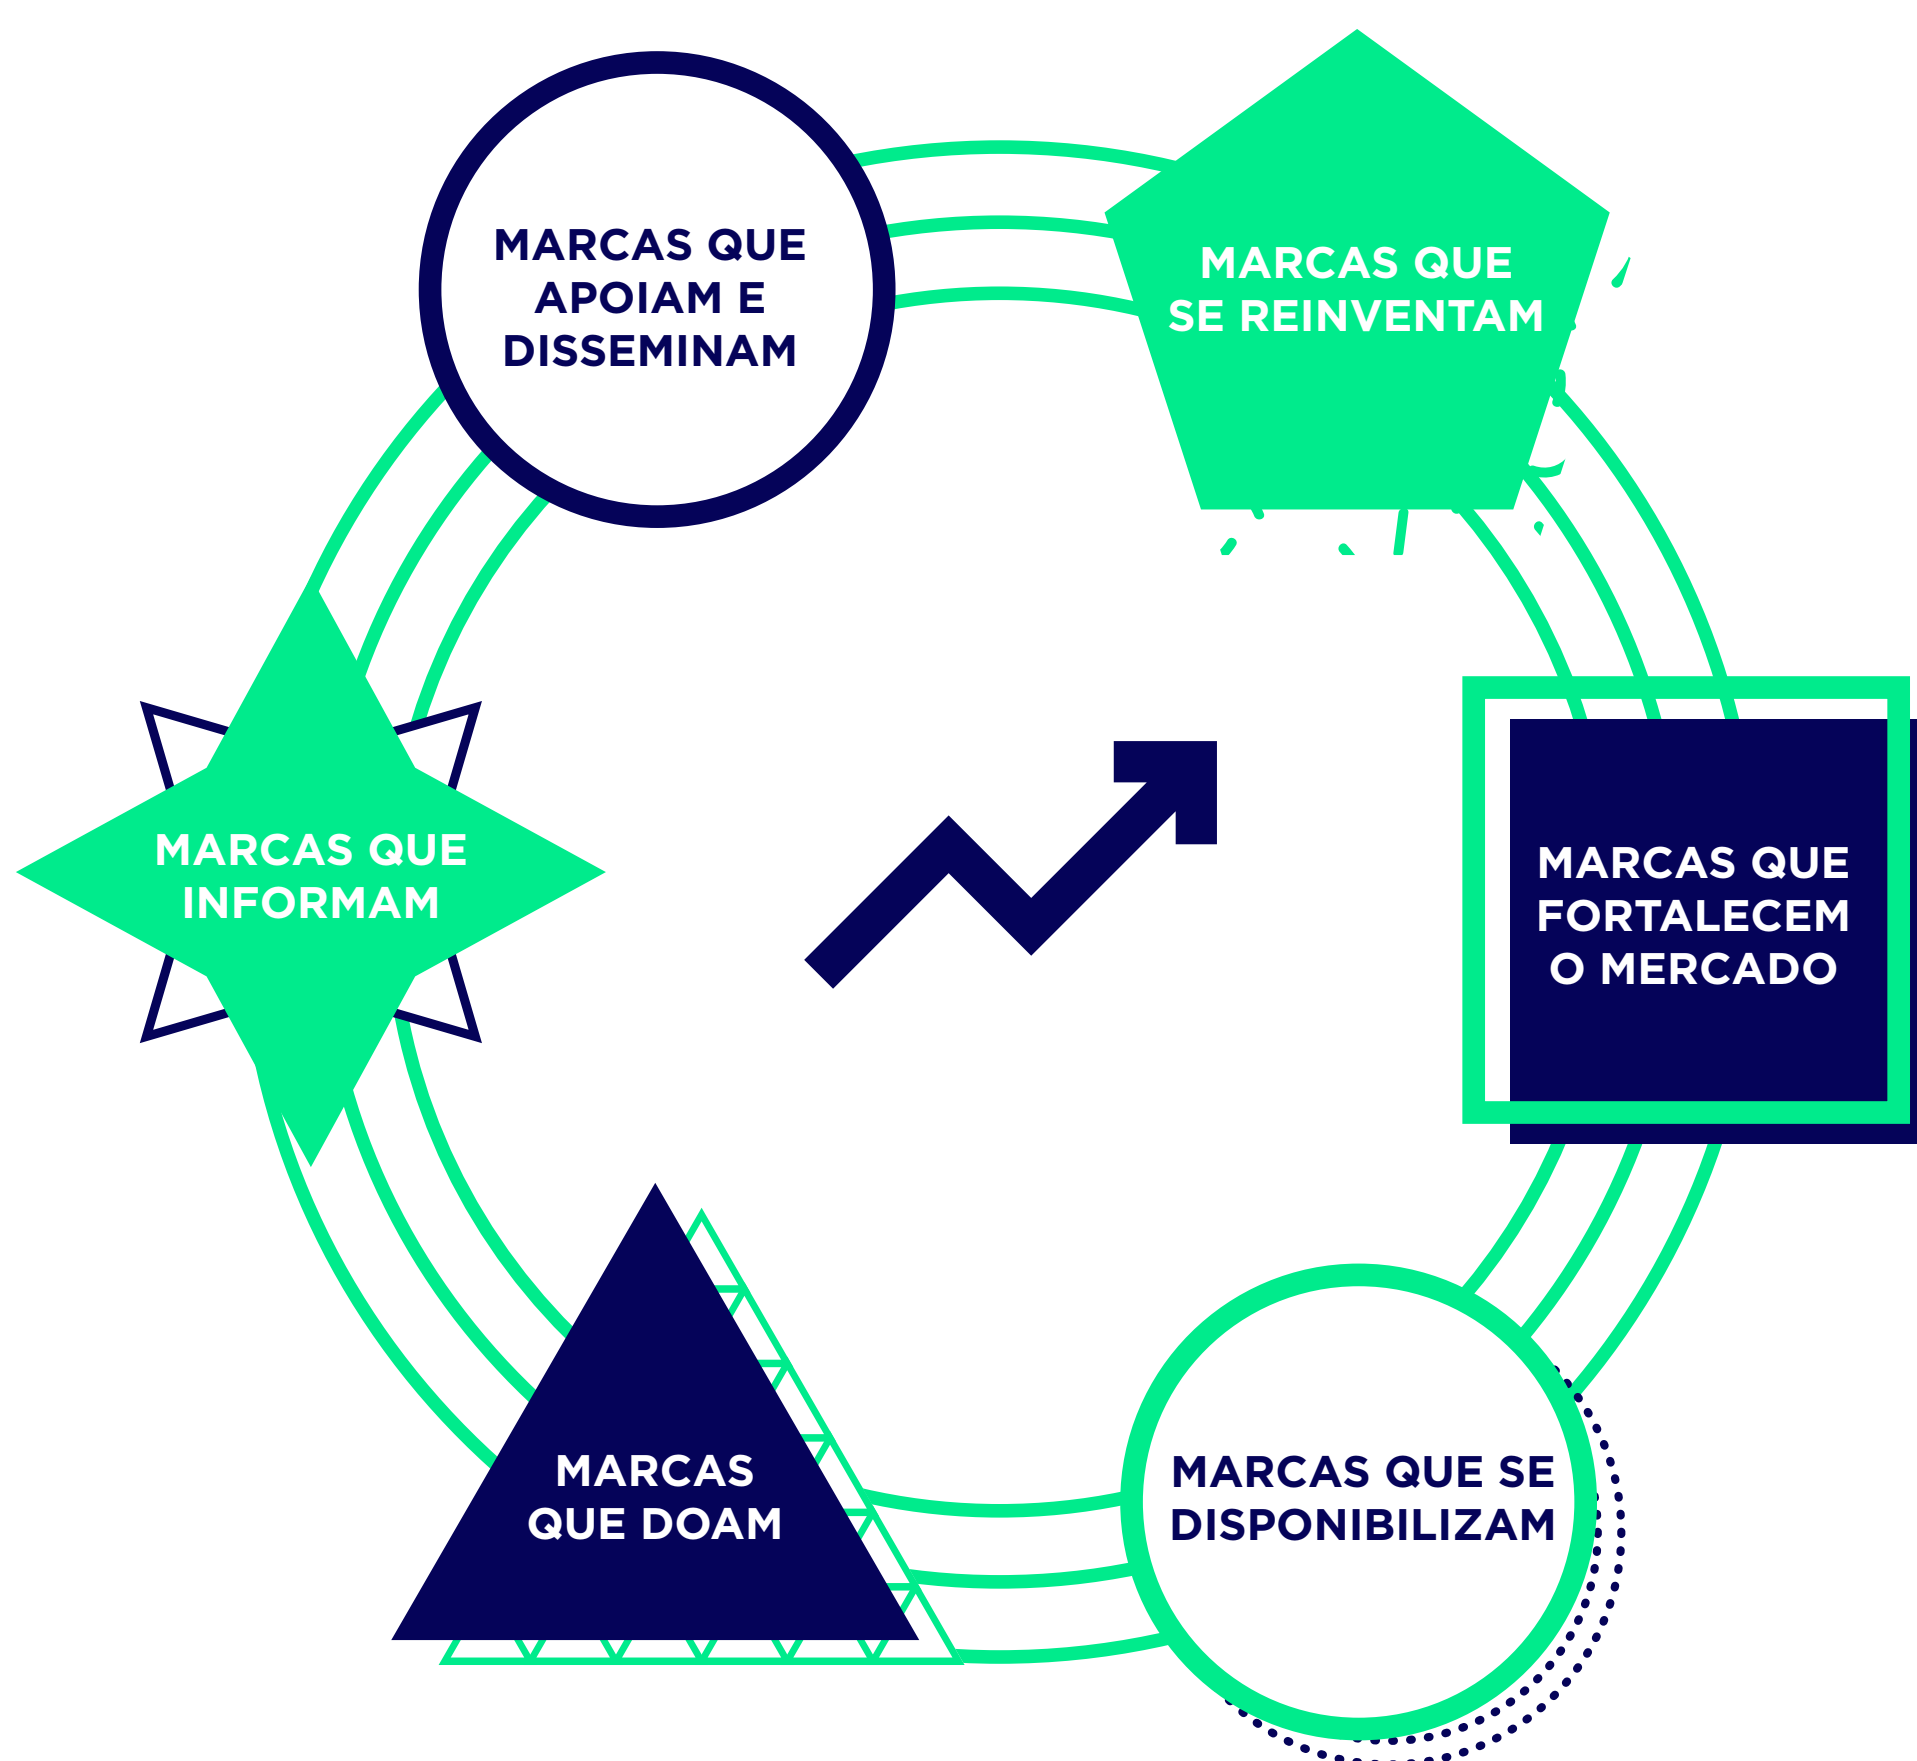 MARCAS QUE
APOIAM E
DISSEMINAM
MARCAS QUE
SE REINVENTAM
MARCAS QUE
INFORMAM
MARCAS QUE
FORTALECEM
O MERCADO
MARCAS
QUE DOAM
MARCAS QUE SE
DISPONIBILIZAM